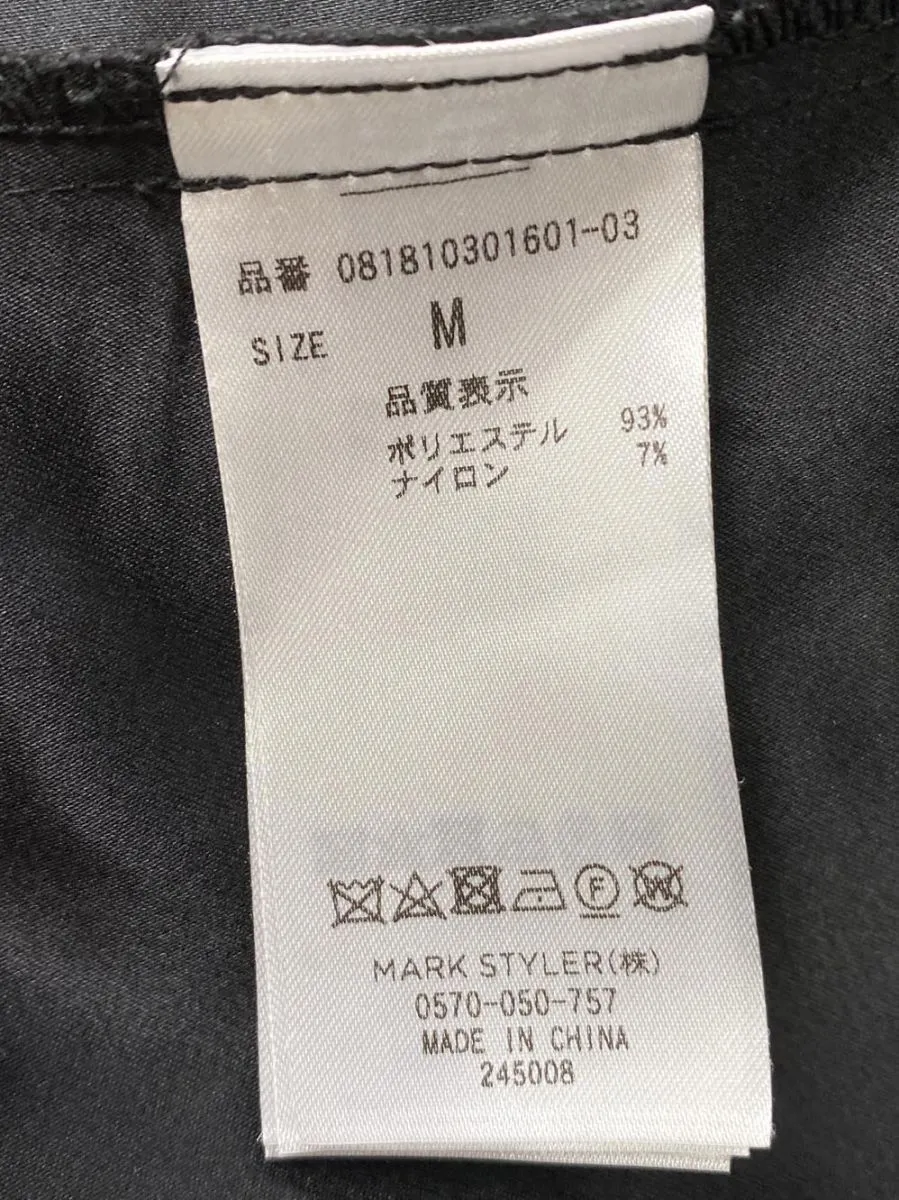 品番 081810301601-03
SIZE M
品質表示
ポリエステル 93%
ナイロン 7%
F W
MARK STYLER(株)
0570-050-757
MADE IN CHINA
245008